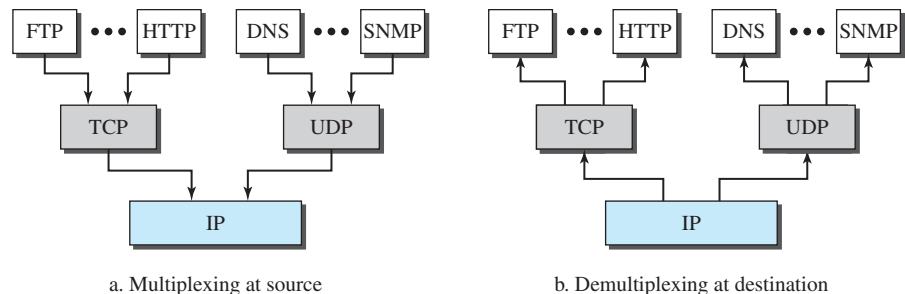 FTP ••• HTTP DNS ••• SNMP FTP ••• HTTP DNS ••• SNMP
TCP UDP TCP UDP
IP IP
a. Multiplexing at source b. Demultiplexing at destination